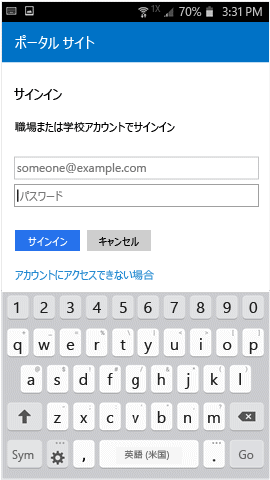 1X 70% 3:31 PM
ポータル サイト
サインイン
職場または学校アカウントでサインイン
someone@example.com
パスワード
サインイン キャンセル
アカウントにアクセスできない場合
1 2 3 4 5 6 7 8 9 0
q w e r t y u i o p
a s d f g h j k l
z x c v b n m
Sym , 英語 (米国) . Go